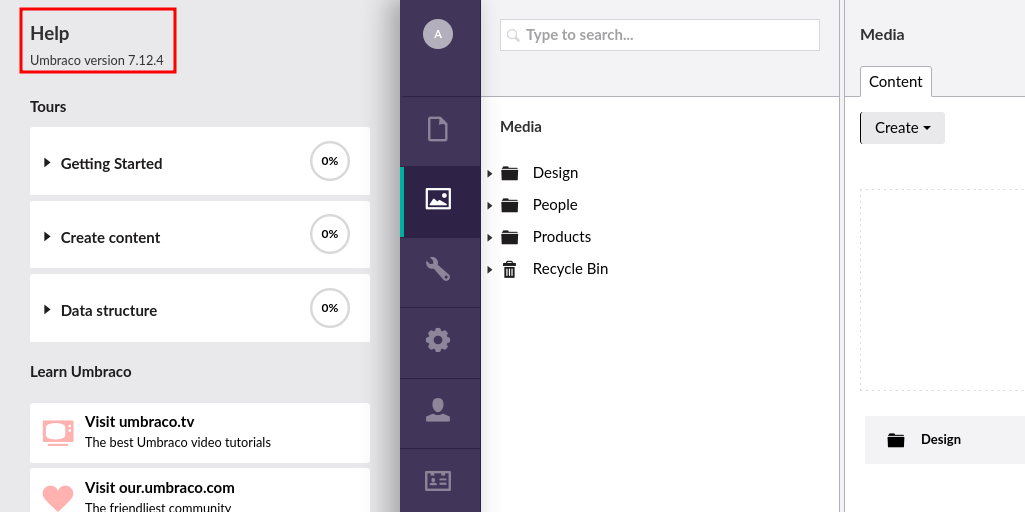 Help
Umbraco version 7.12.4
Tours
Getting Started
0%
Create content
0%
Data structure
0%
Learn Umbraco
Visit umbraco.tv
The best Umbraco video tutorials
Visit our.umbraco.com
The friendliest community
A
Type to search...
Media
Design
People
Products
Recycle Bin
Media
Content
Create
Design